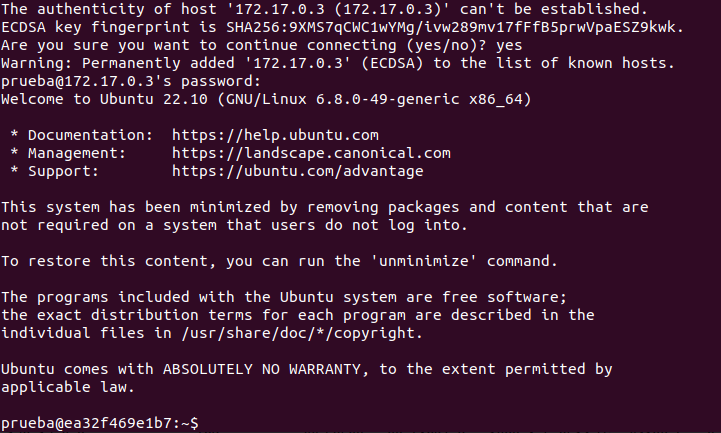 The authenticity of host '172.17.0.3 (172.17.0.3)' can't be established.
ECDSA key fingerprint is SHA256:9XMS7qCWC1wYMg/ivw289mv17fFfB5prwVpaESZ9kwk.
Are you sure you want to continue connecting (yes/no)? yes
Warning: Permanently added '172.17.0.3' (ECDSA) to the list of known hosts.
prueba@172.17.0.3's password:
Welcome to Ubuntu 22.10 (GNU/Linux 6.8.0-49-generic x86_64)

 * Documentation:  https://help.ubuntu.com
 * Management:     https://landscape.canonical.com
 * Support:        https://ubuntu.com/advantage

This system has been minimized by removing packages and content that are
not required on a system that users do not log into.

To restore this content, you can run the 'unminimize' command.

The programs included with the Ubuntu system are free software;
the exact distribution terms for each program are described in the
individual files in /usr/share/doc/*/copyright.

Ubuntu comes with ABSOLUTELY NO WARRANTY, to the extent permitted by
applicable law.

prueba@ea32f469e1b7:~$